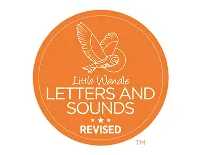 Little Wandle
LETTERS AND
SOUNDS
REVISED
TM